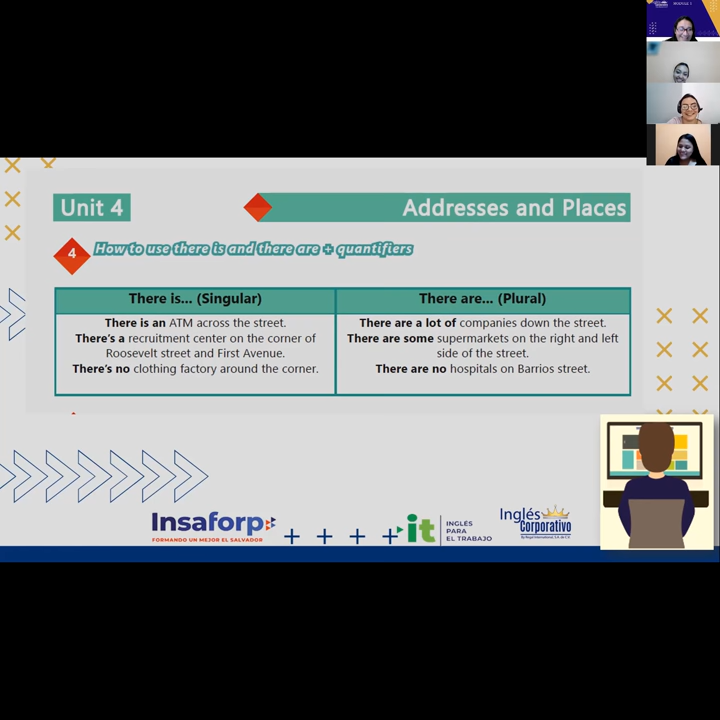 MODULE 1
Unit 4
Addresses and Places
4
How to use there is and there are + quantifiers
There is... (Singular)
There are... (Plural)
There is an ATM across the street.
There's a recruitment center on the corner of
Roosevelt street and First Avenue.
There's no clothing factory around the corner.
There are a lot of companies down the street.
There are some supermarkets on the right and left
side of the street.
There are no hospitals on Barrios street.
Insaforp
FORMANDO UN MEJOR EL SALVADOR
it
INGLÉS
PARA
EL TRABAJO
Inglés
Corporativo